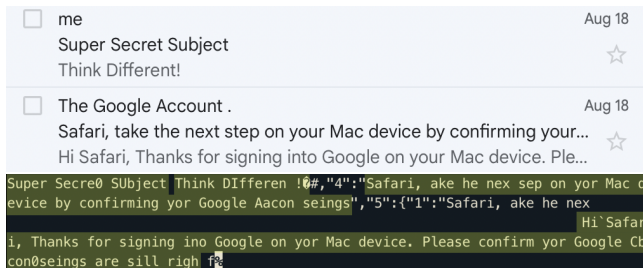 me Aug 18
Super Secret Subject
Think Different!
The Google Account . Aug 18
Safari, take the next step on your Mac device by confirming your...
Hi Safari, Thanks for signing into Google on your Mac device. Ple...
Super Secre0 SUbject Think DIfferen !�#,"4":"Safari, ake he nex sep on yor Mac d
evice by confirming yor Google Aacon seings","5":{"1":"Safari, ake he nex
Hi`Safar
i, Thanks for signing ino Google on yor Mac device. Please confirm yor Google Cb
con0seings are sill righ f%